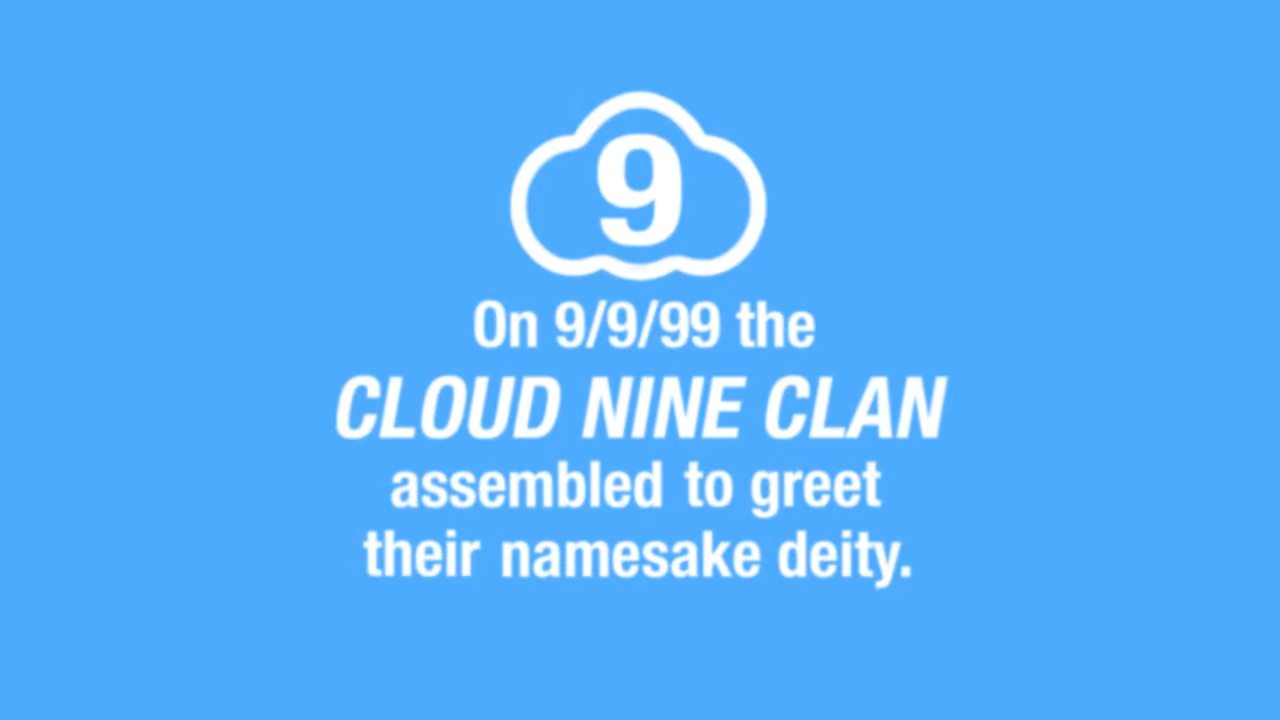 9
On 9/9/99 the
CLOUD NINE CLAN
assembled to greet
their namesake deity.